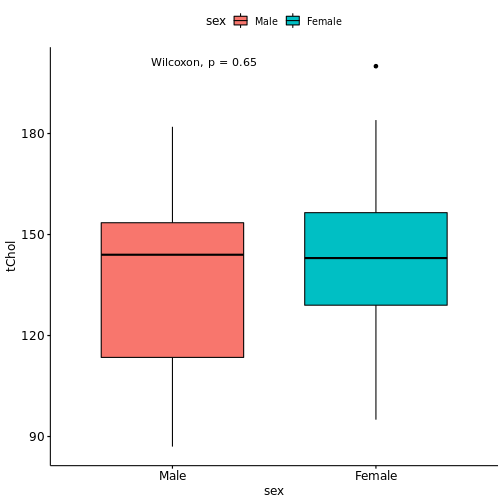 sex Male Female
Wilcoxon, p = 0.65
tChol
180
150
120
90
Male Female
sex